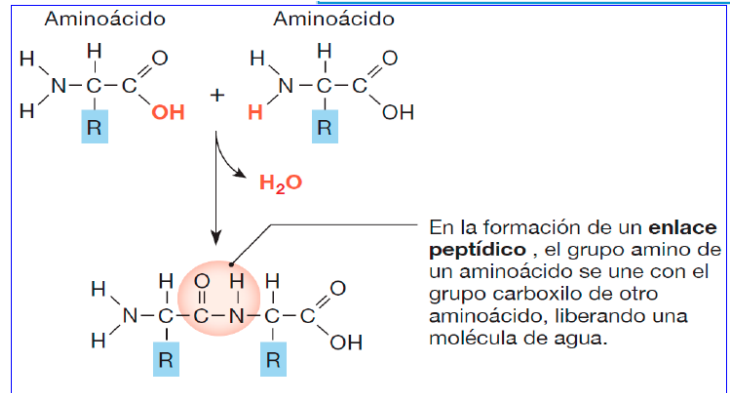 Aminoácido Aminoácido
H H O H H O
N–C–C N–C–C
H R OH + H R OH
H₂O
En la formación de un enlace
peptídico , el grupo amino de
un aminoácido se une con el
grupo carboxilo de otro
aminoácido, liberando una
molécula de agua.
H H O H H O
N–C–C–N–C–C
H R R OH